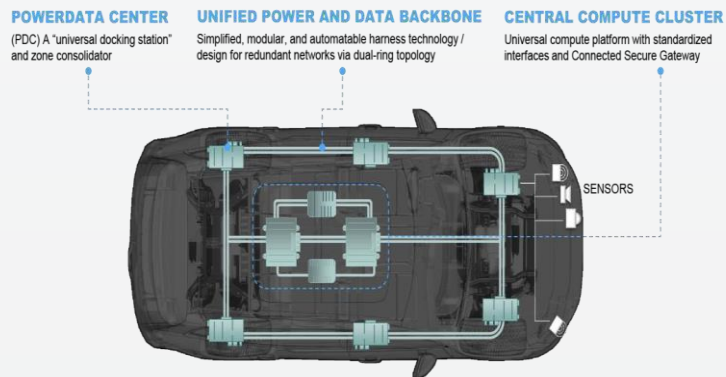 POWERDATA CENTER
(PDC) A “universal docking station”
and zone consolidator
UNIFIED POWER AND DATA BACKBONE
Simplified, modular, and automatable harness technology /
design for redundant networks via dual-ring topology
CENTRAL COMPUTE CLUSTER
Universal compute platform with standardized
interfaces and Connected Secure Gateway
SENSORS